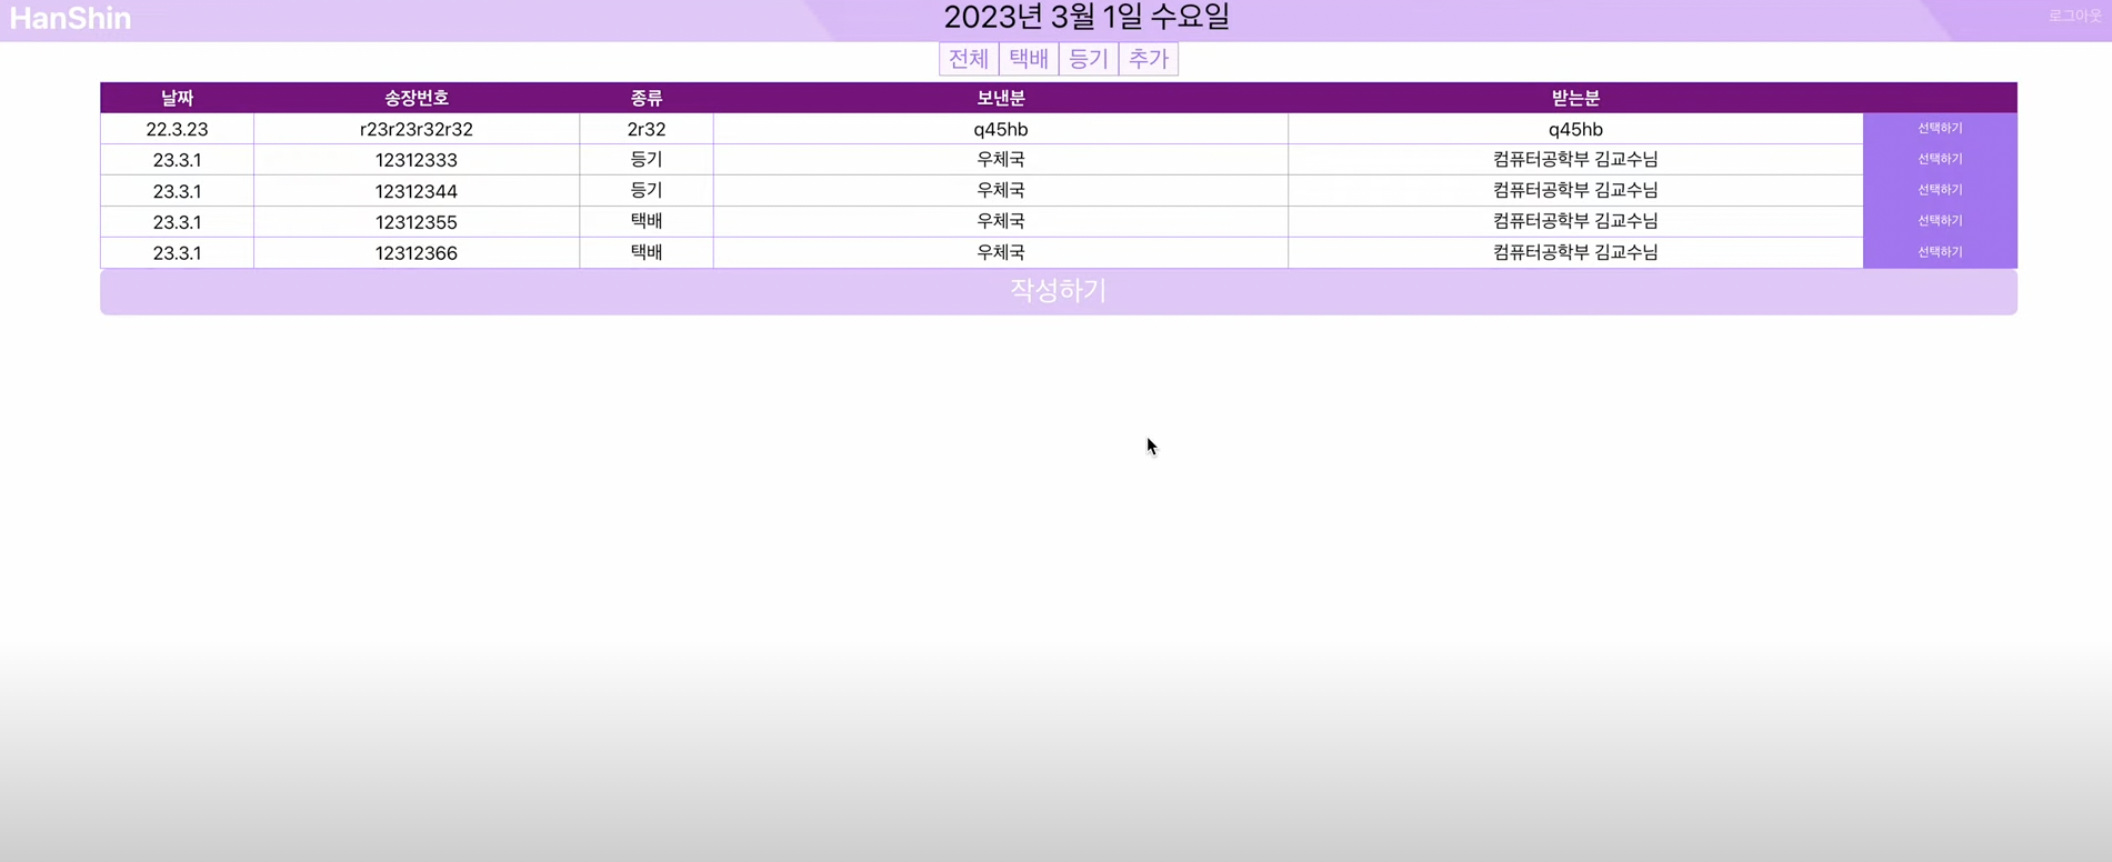 HanShin 2023년 3월 1일 수요일 로그아웃
전체 택배 등기 추가
날짜 송장번호 종류 보낸분 받는분
22.3.23 r23r23r32r32 2r32 q45hb q45hb 선택하기
23.3.1 12312333 등기 우체국 컴퓨터공학부 김교수님 선택하기
23.3.1 12312344 등기 우체국 컴퓨터공학부 김교수님 선택하기
23.3.1 12312355 택배 우체국 컴퓨터공학부 김교수님 선택하기
23.3.1 12312366 택배 우체국 컴퓨터공학부 김교수님 선택하기
작성하기